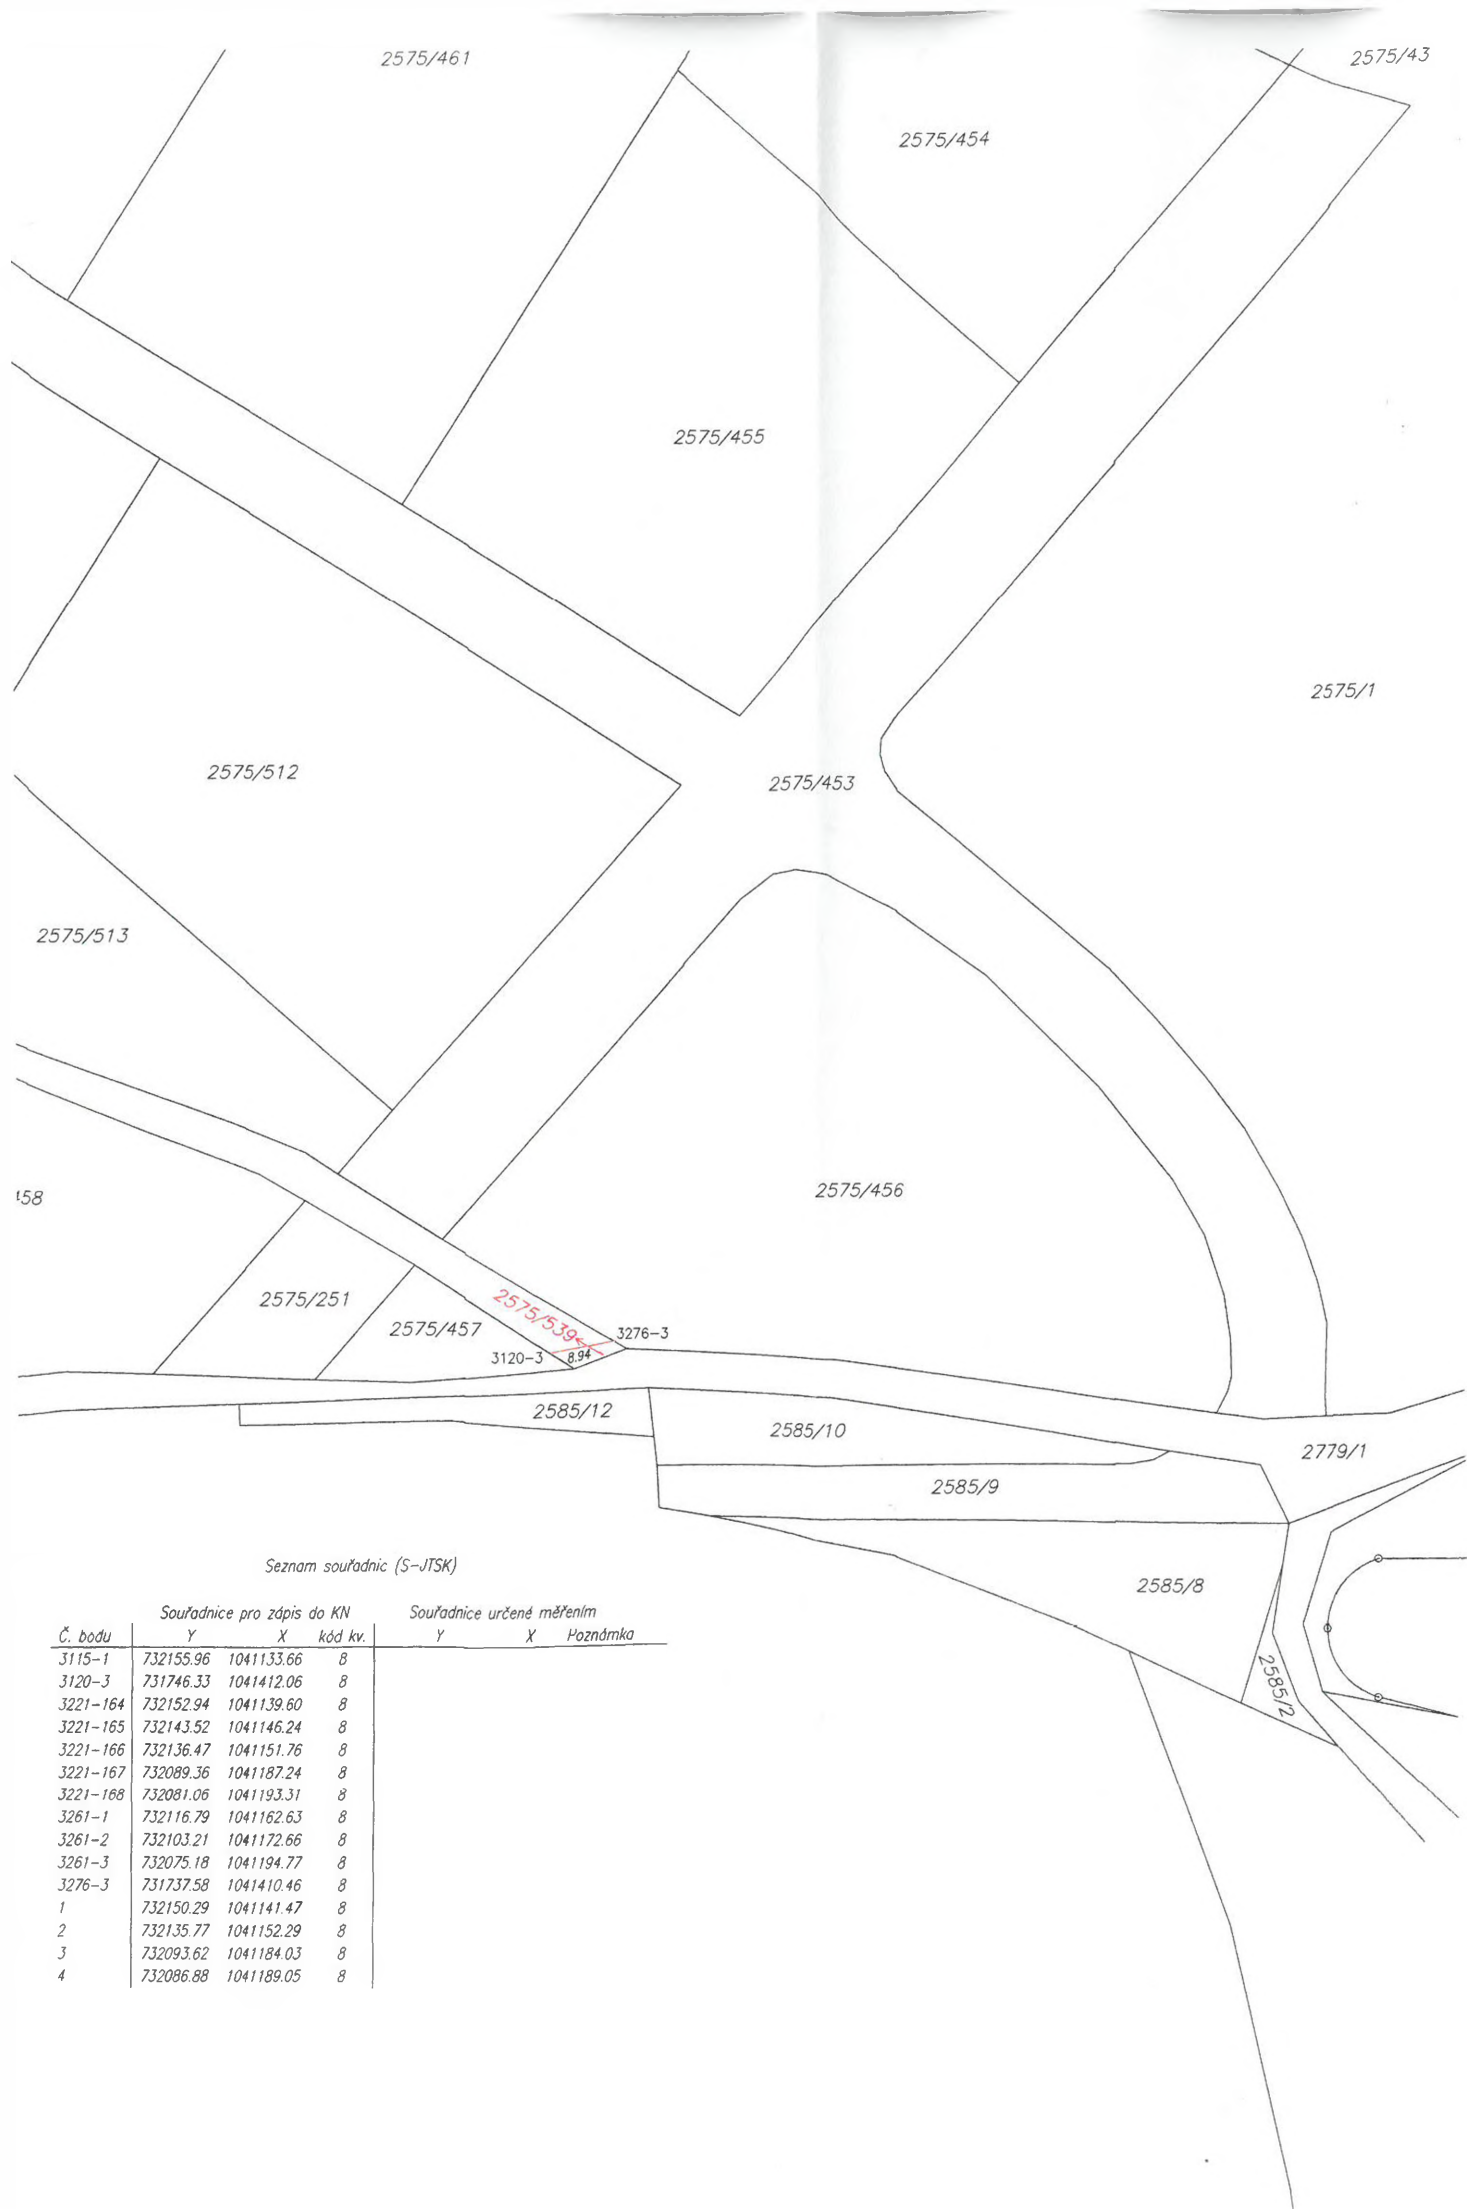 2575/461
2575/43
2575/454
2575/455
2575/1
2575/512
2575/453
2575/513
2575/456
2575/251
2575/539
2575/457
3276-3
3120-3
8.94
2585/12
2585/10
2779/1
2585/9
2585/8
2585/2
Seznam souřadnic (S-JTSK)
Souřadnice pro zápis do KN Souřadnice určené měřením
Č. bodu Y X kód kv. Y X Poznámka
3115-1 732155.96 1041133.66 8
3120-3 731746.33 1041412.06 8
3221-164 732152.94 1041139.60 8
3221-165 732143.52 1041146.24 8
3221-166 732136.47 1041151.76 8
3221-167 732089.36 1041187.24 8
3221-168 732081.06 1041193.31 8
3261-1 732116.79 1041162.63 8
3261-2 732103.21 1041172.66 8
3261-3 732075.18 1041194.77 8
3276-3 731737.58 1041410.46 8
1 732150.29 1041141.47 8
2 732135.77 1041152.29 8
3 732093.62 1041184.03 8
4 732086.88 1041189.05 8